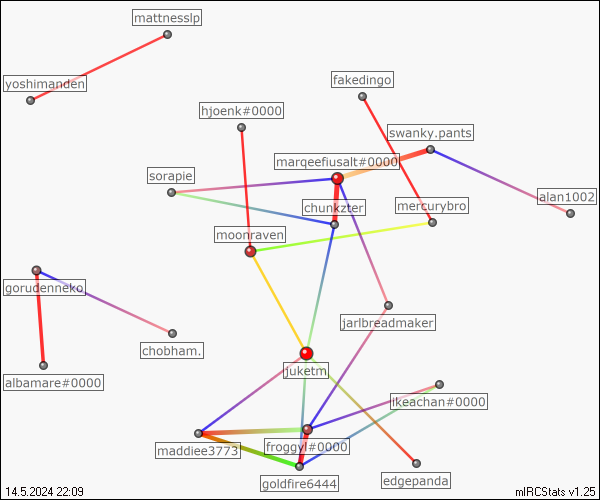 mattnesslp
yoshimanden
fakedingo
hjoenk#0000
swanky.pants
marqeefiusalt#0000
sorapie
alan1002
chunkzter
mercurybro
moonraven
gorudenneko
jarlbreadmaker
chobham.
juketm
albamare#0000
ikeachan#0000
froggyl#0000
maddiee3773
edgepanda
goldfire6444
14.5.2024 22:09
mIRCStats v1.25